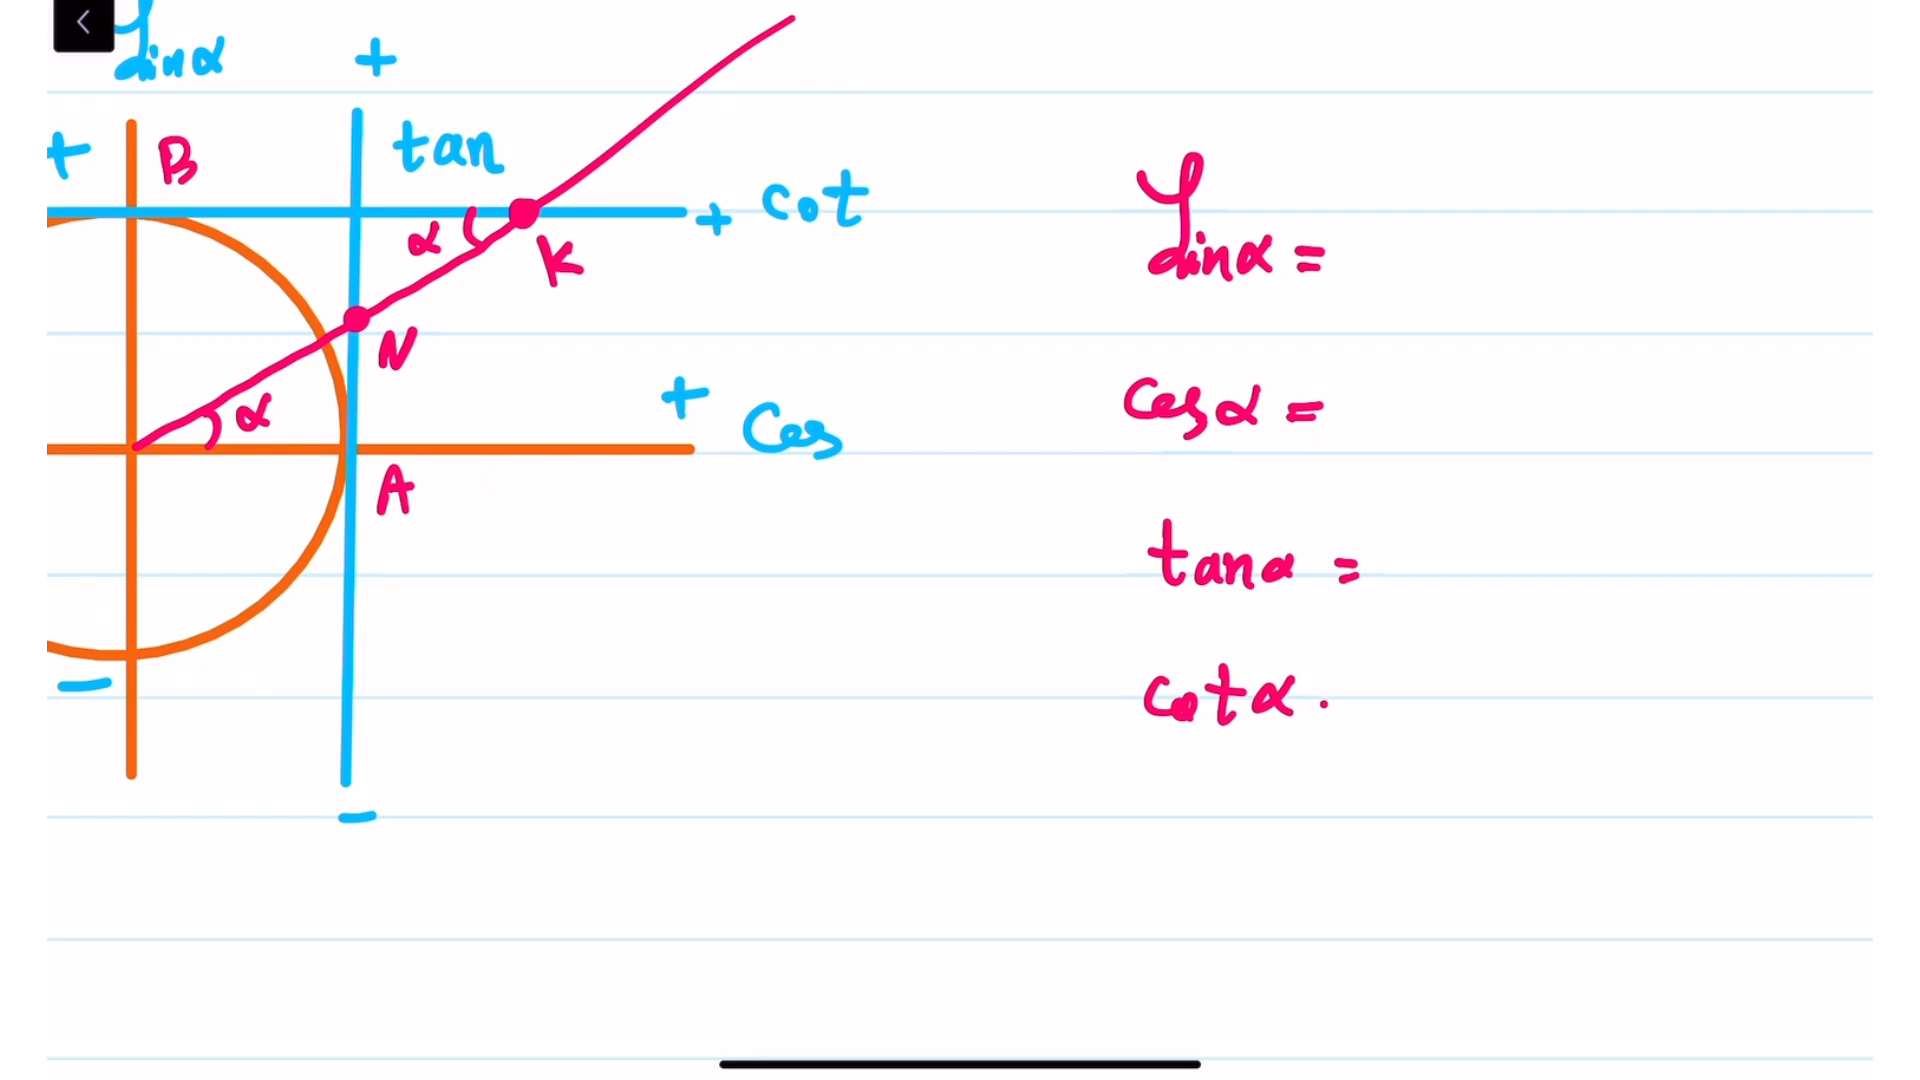 sinα
+
+
B
tan
+ cot
α
K
N
α
+
cos
A
−
−
sinα =
cosα =
tanα =
cotα .